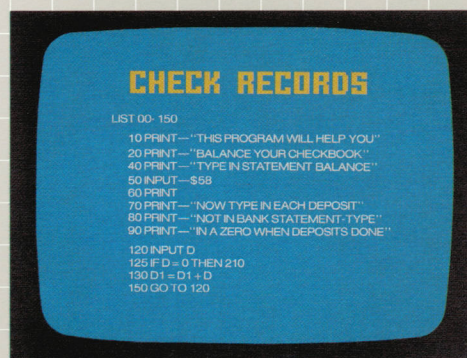 CHECK RECORDS
LIST 00-150
10 PRINT—"THIS PROGRAM WILL HELP YOU"
20 PRINT—"BALANCE YOUR CHECKBOOK"
40 PRINT—"TYPE IN STATEMENT BALANCE"
50 INPUT—$58
60 PRINT
70 PRINT—"NOW TYPE IN EACH DEPOSIT"
80 PRINT—"NOT IN BANK STATEMENT-TYPE"
90 PRINT—"IN A ZERO WHEN DEPOSITS DONE"
120 INPUT D
125 IF D = 0 THEN 210
130 D1 = D1 + D
150 GO TO 120